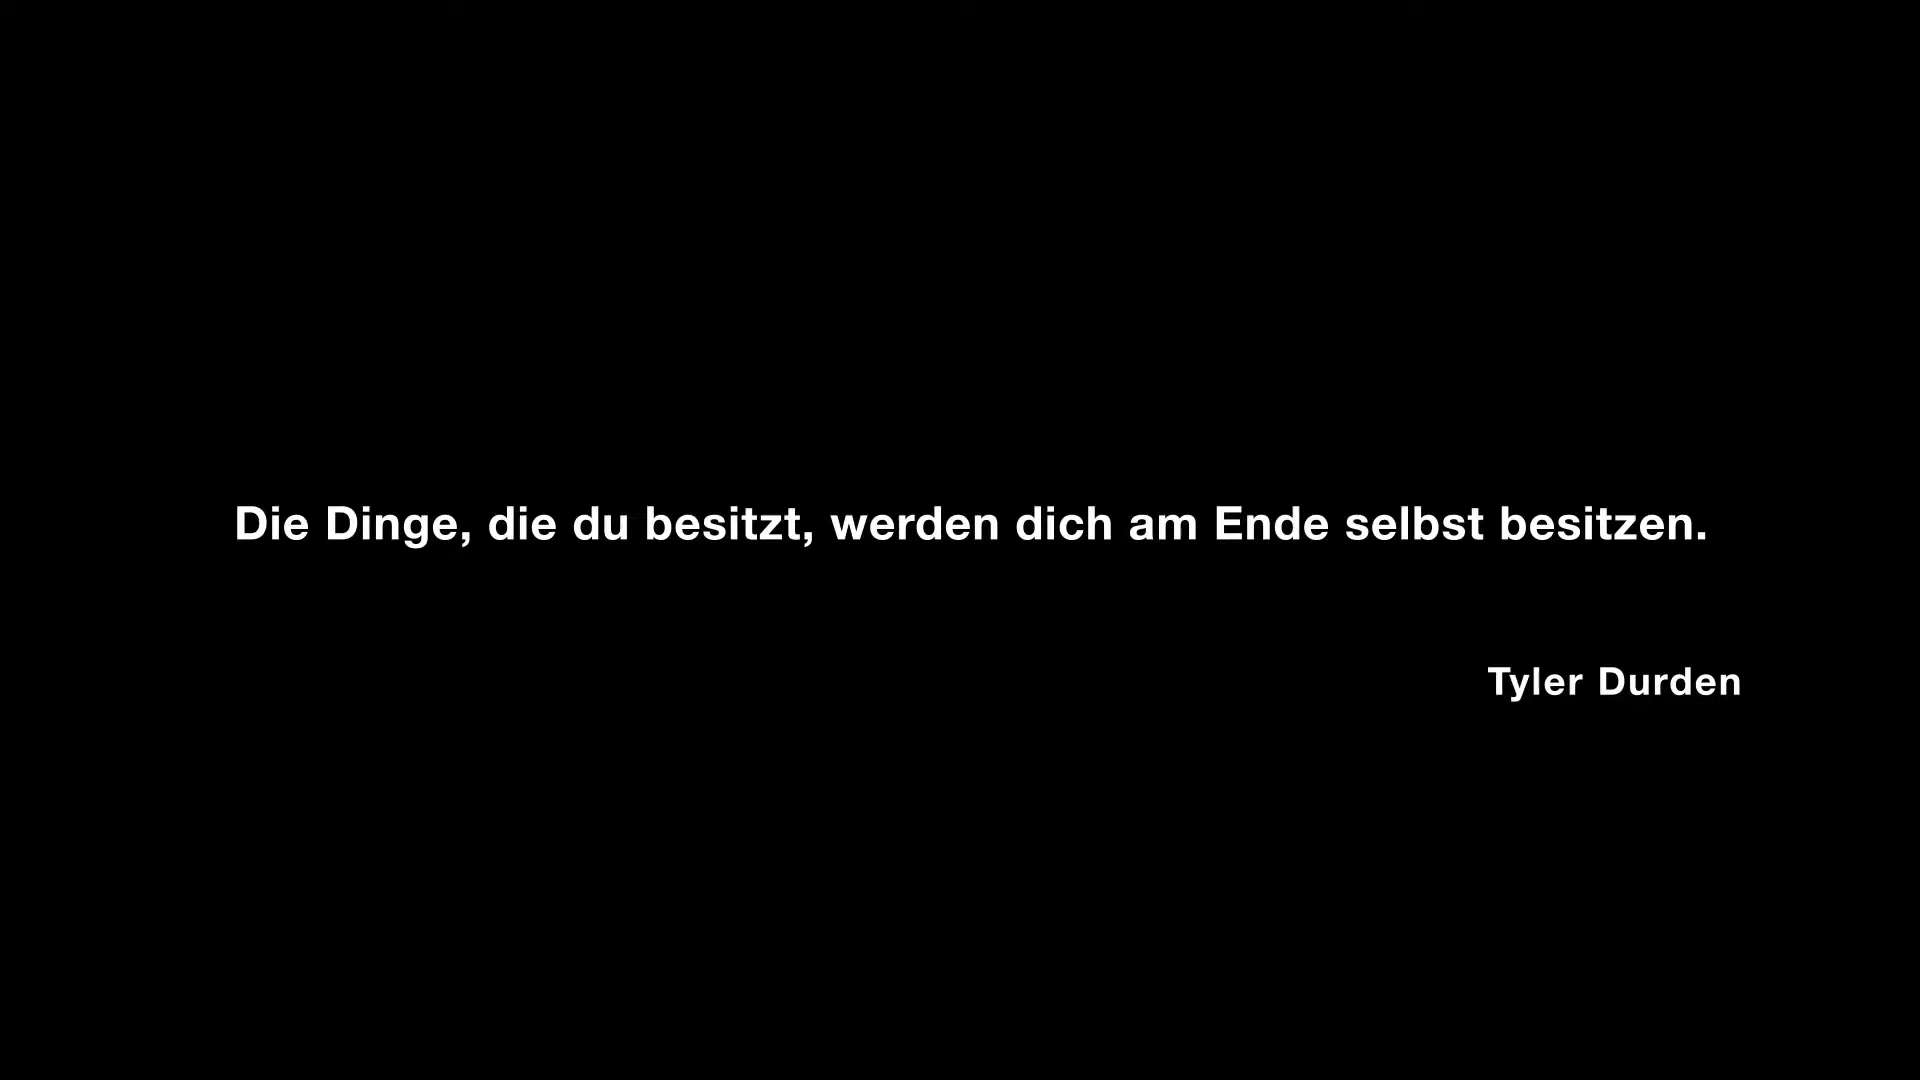 Die Dinge, die du besitzt, werden dich am Ende selbst besitzen.
Tyler Durden